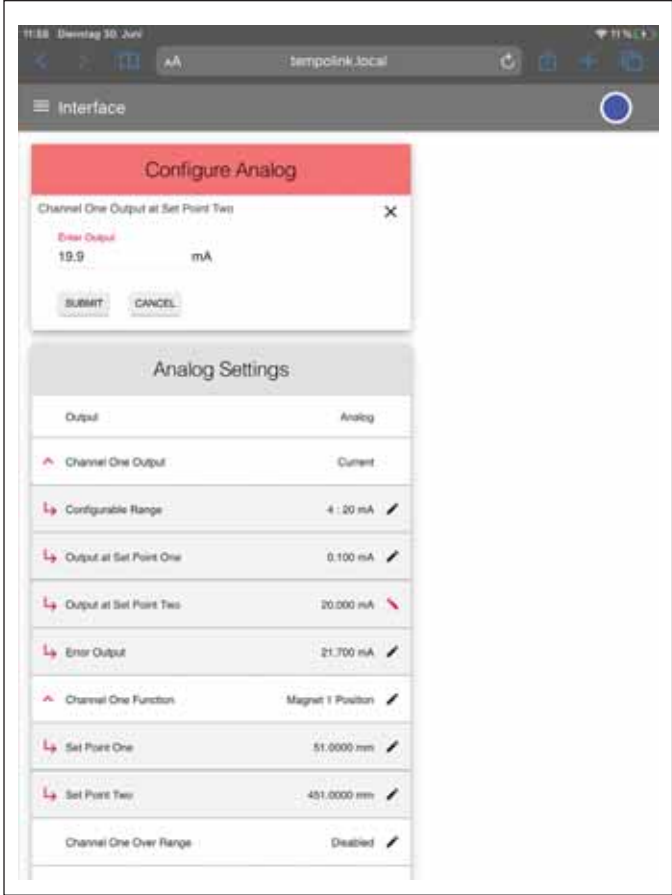 11:58 Dienstag 30. Juni 11 %
AA tempolink.local
Interface
Configure Analog
Channel One Output at Set Point Two ×
Enter Output
19.9 mA
SUBMIT CANCEL
Analog Settings
Output Analog
Channel One Output Current
Configurable Range 4 : 20 mA
Output at Set Point One 0.100 mA
Output at Set Point Two 20.000 mA
Error Output 21.700 mA
Channel One Function Magnet 1 Position
Set Point One 51.0000 mm
Set Point Two 451.0000 mm
Channel One Over Range Disabled